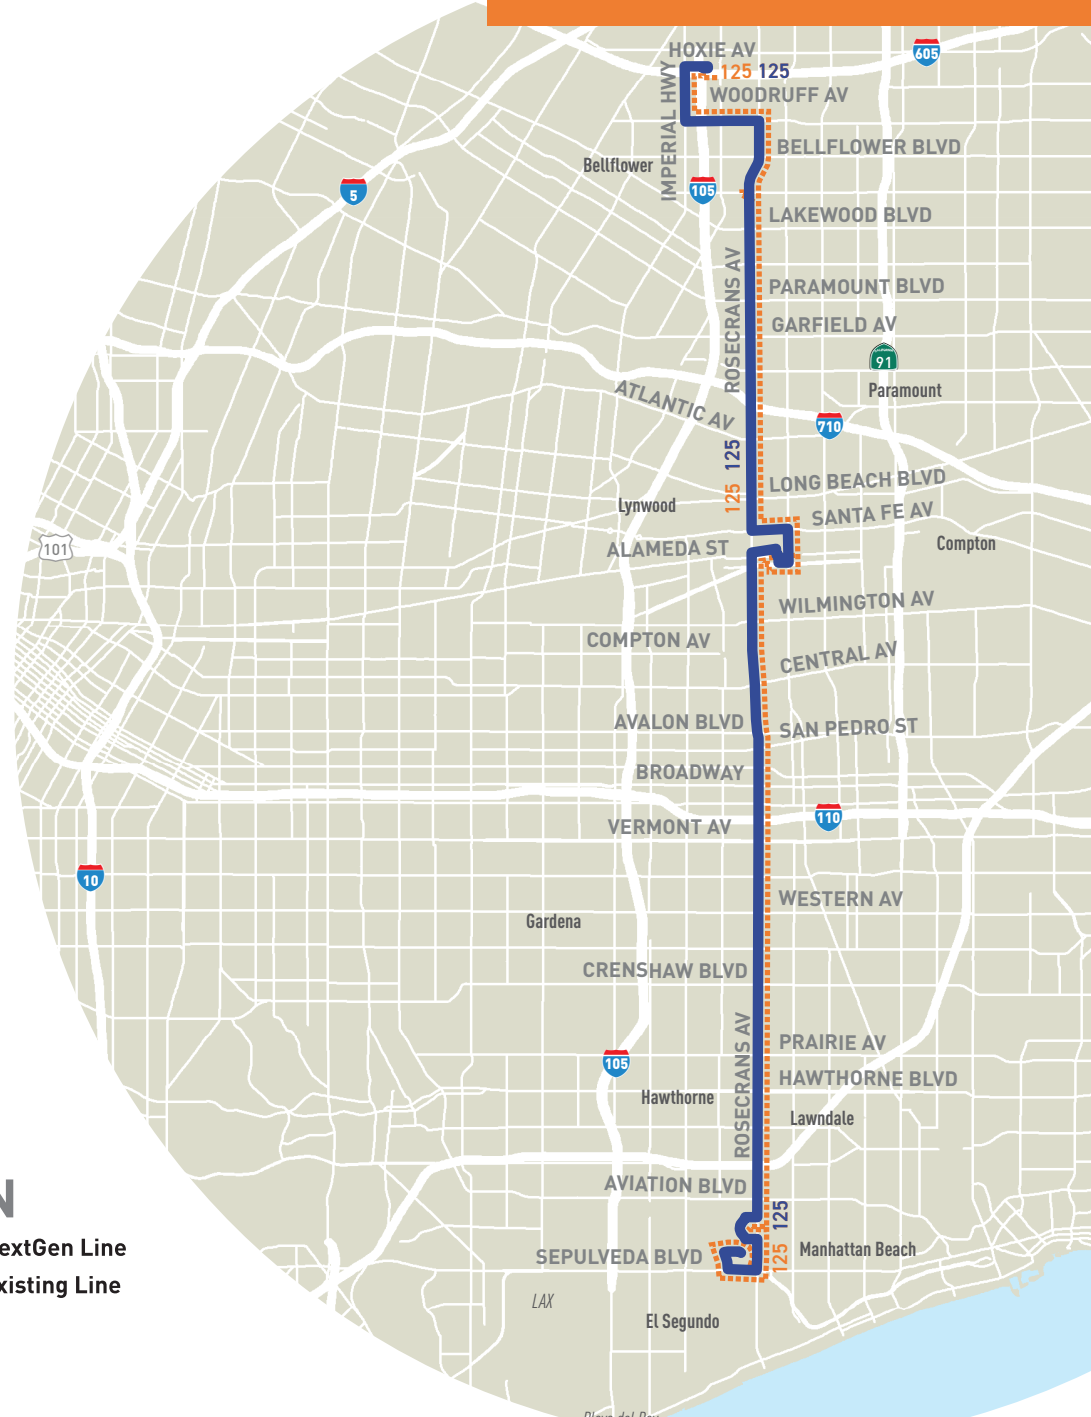 HOXIE AV
605
125 125
WOODRUFF AV
IMPERIAL HWY
BELLFLOWER BLVD
Bellflower
5
105
LAKEWOOD BLVD
ROSECRANS AV
PARAMOUNT BLVD
GARFIELD AV
91
Paramount
ATLANTIC AV
710
125
125
LONG BEACH BLVD
Lynwood
SANTA FE AV
101
ALAMEDA ST
Compton
WILMINGTON AV
COMPTON AV
CENTRAL AV
AVALON BLVD
SAN PEDRO ST
BROADWAY
110
VERMONT AV
10
WESTERN AV
Gardena
CRENSHAW BLVD
ROSECRANS AV
PRAIRIE AV
105
HAWTHORNE BLVD
Hawthorne
Lawndale
AVIATION BLVD
N
125
extGen Line
Manhattan Beach
SEPULVEDA BLVD
125
xisting Line
LAX
El Segundo